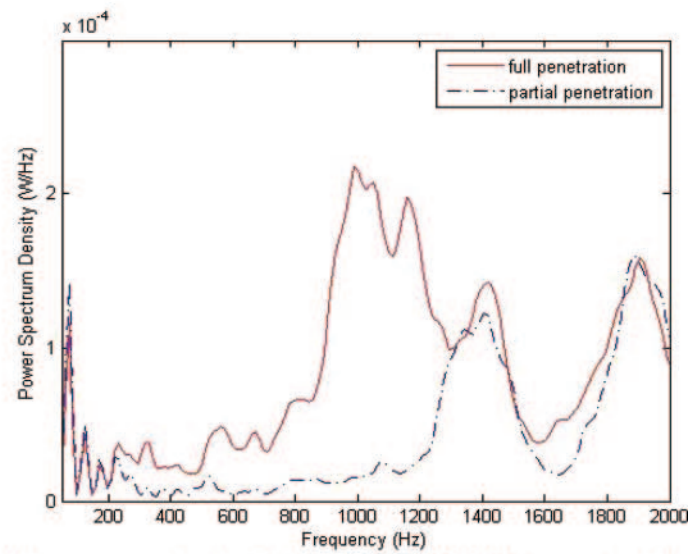 x 10⁻⁴
full penetration
partial penetration
Power Spectrum Density (W/Hz)
2
1
0
200 400 600 800 1000 1200 1400 1600 1800 2000
Frequency (Hz)